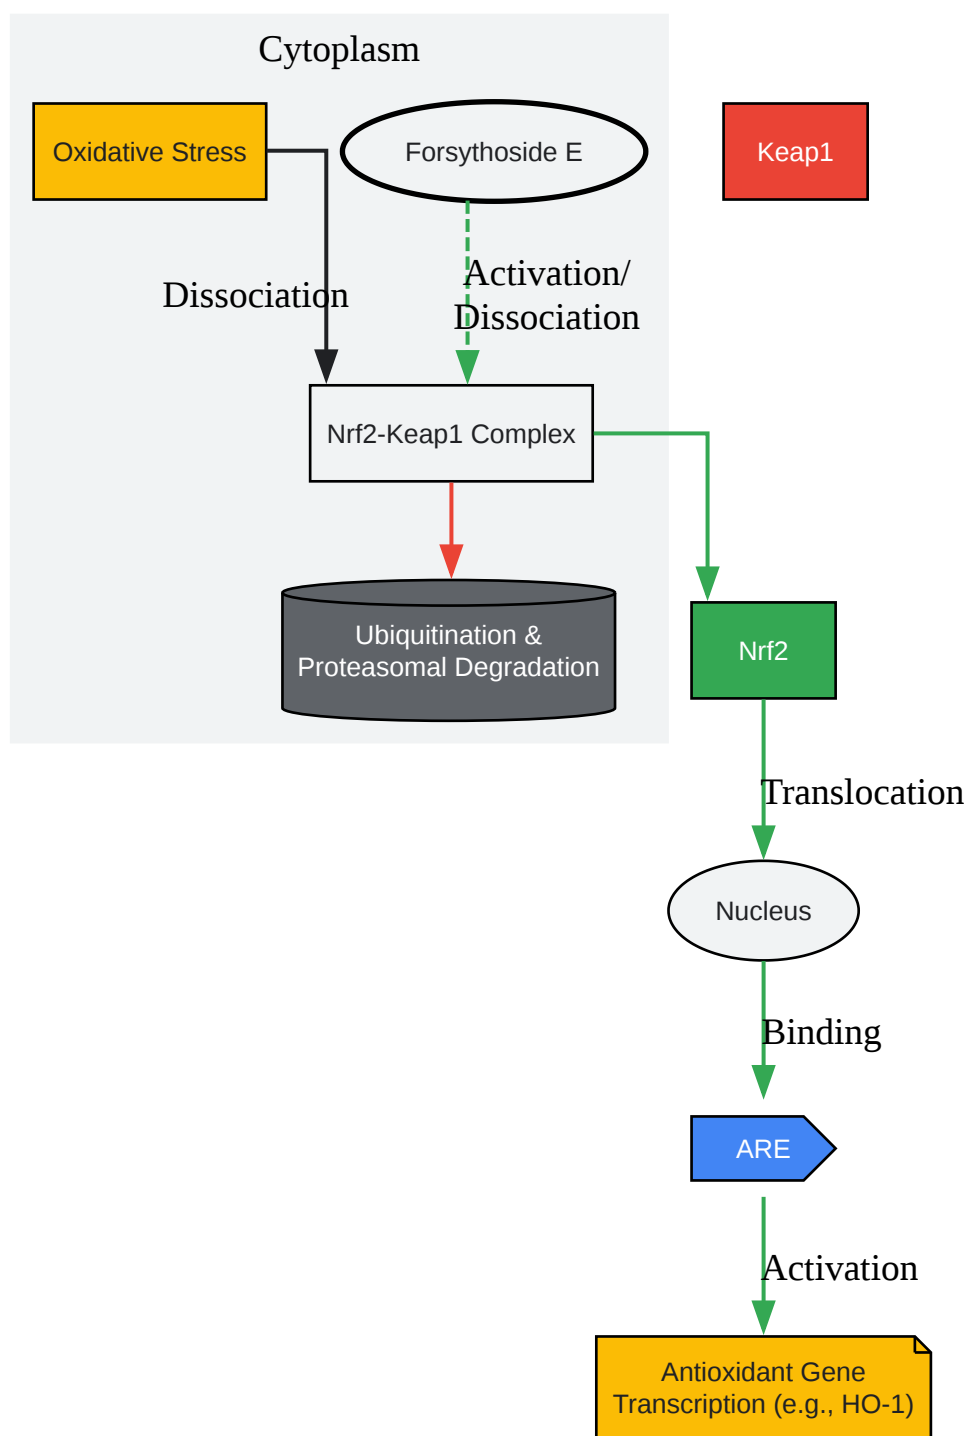 Cytoplasm
Oxidative Stress
Forsythoside E
Keap1
Dissociation
Activation/
Dissociation
Nrf2-Keap1 Complex
Ubiquitination &
Proteasomal Degradation
Nrf2
Translocation
Nucleus
Binding
ARE
Activation
Antioxidant Gene
Transcription (e.g., HO-1)